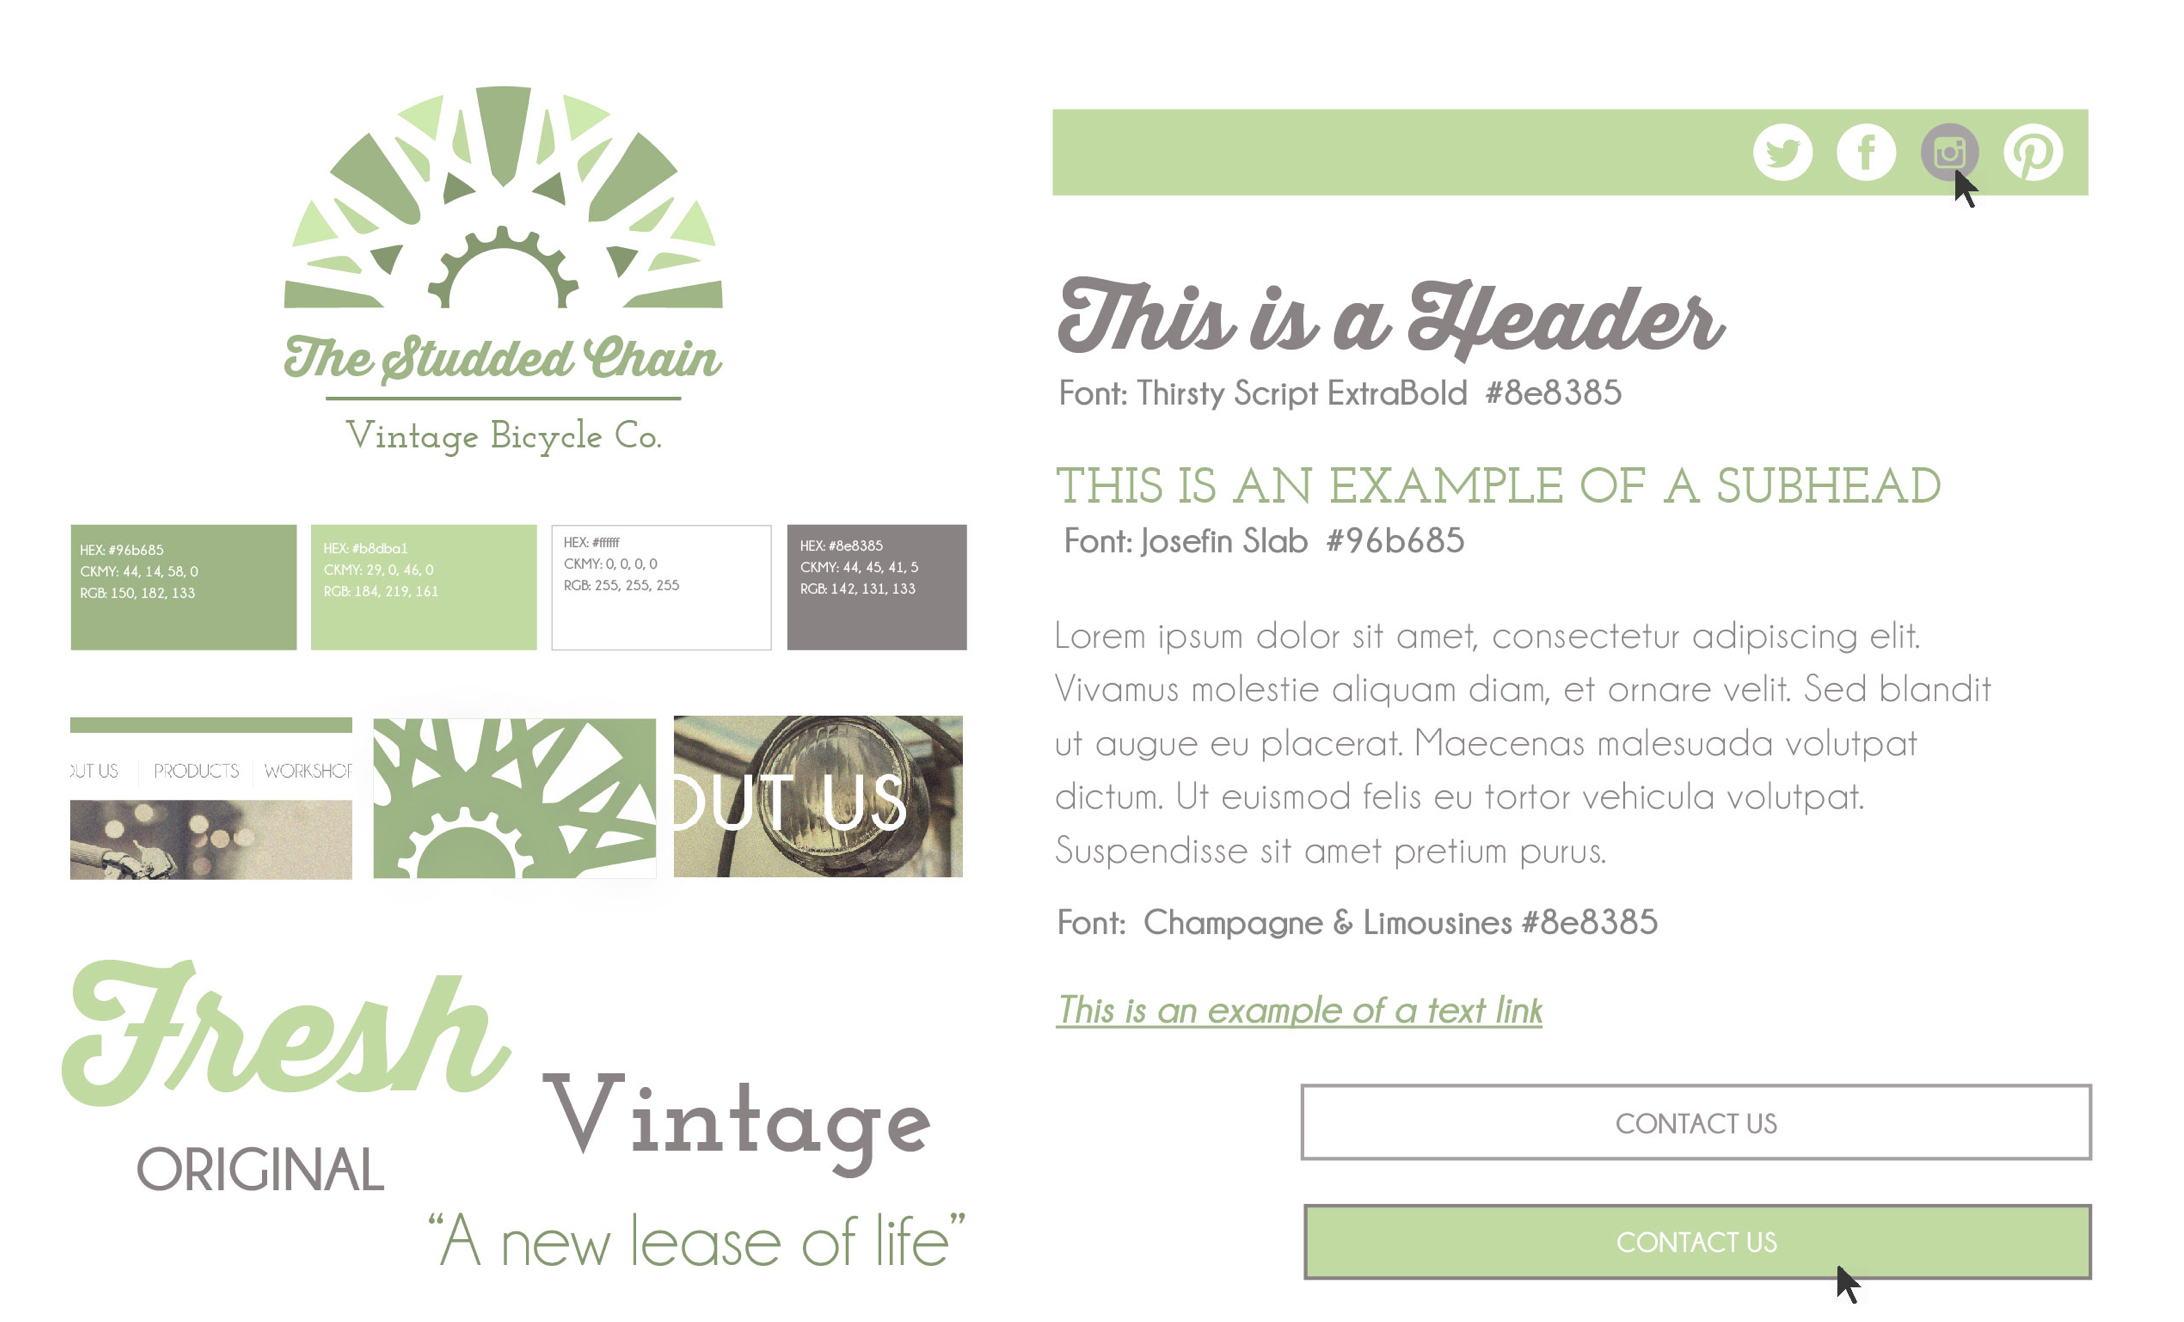 The Studded Chain
Vintage Bicycle Co.
HEX: #96b685
CKMY: 44, 14, 58, 0
RGB: 150, 182, 133
HEX: #b8dba1
CKMY: 29, 0, 46, 0
RGB: 184, 219, 161
HEX: #ffffff
CKMY: 0, 0, 0, 0
RGB: 255, 255, 255
HEX: #8e8385
CKMY: 44, 45, 41, 5
RGB: 142, 131, 133
OUT US PRODUCTS WORKSHOP
OUT US
Fresh
Vintage
ORIGINAL
“A new lease of life”
This is a Header
Font: Thirsty Script ExtraBold #8e8385
THIS IS AN EXAMPLE OF A SUBHEAD
Font: Josefin Slab #96b685
Lorem ipsum dolor sit amet, consectetur adipiscing elit.
Vivamus molestie aliquam diam, et ornare velit. Sed blandit
ut augue eu placerat. Maecenas malesuada volutpat
dictum. Ut euismod felis eu tortor vehicula volutpat.
Suspendisse sit amet pretium purus.
Font: Champagne & Limousines #8e8385
This is an example of a text link
CONTACT US
CONTACT US